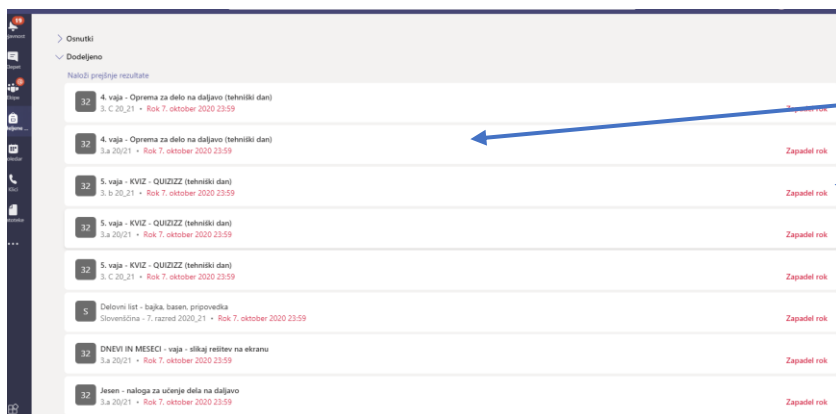 19
Osnutki
Dodeljeno
Naloži prejšnje rezultate
32
4. vaja - Oprema za delo na daljavo (tehniški dan)
3. C 20_21 • Rok 7. oktober 2020 23:59
Zapadel rok
32
4. vaja - Oprema za delo na daljavo (tehniški dan)
3.a 20/21 • Rok 7. oktober 2020 23:59
Zapadel rok
32
5. vaja - KVIZ - QUIZIZZ (tehniški dan)
3. b 20_21 • Rok 7. oktober 2020 23:59
Zapadel rok
32
5. vaja - KVIZ - QUIZIZZ (tehniški dan)
3.a 20/21 • Rok 7. oktober 2020 23:59
Zapadel rok
32
5. vaja - KVIZ - QUIZIZZ (tehniški dan)
3. C 20_21 • Rok 7. oktober 2020 23:59
Zapadel rok
S
Delovni list - bajka, basen, pripovedka
Slovenščina - 7. razred 2020_21 • Rok 7. oktober 2020 23:59
Zapadel rok
32
DNEVI IN MESECI - vaja - slikaj rešitev na ekranu
3.a 20/21 • Rok 7. oktober 2020 23:59
Zapadel rok
32
Jesen - naloga za učenje dela na daljavo
3.a 20/21 • Rok 7. oktober 2020 23:59
Zapadel rok